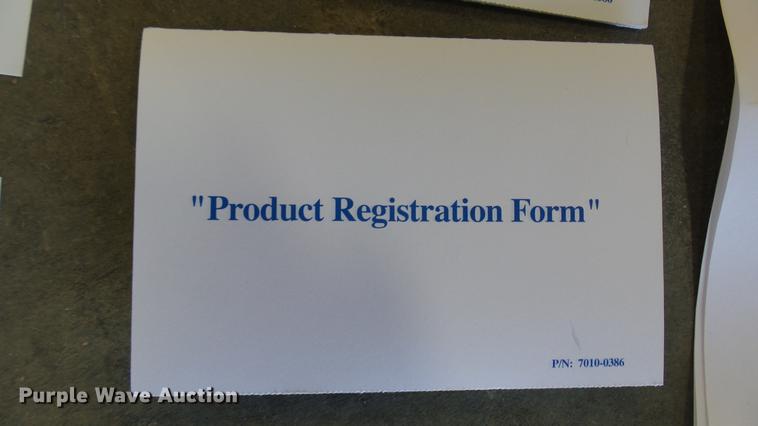 "Product Registration Form"
P/N: 7010-0386
Purple Wave Auction®